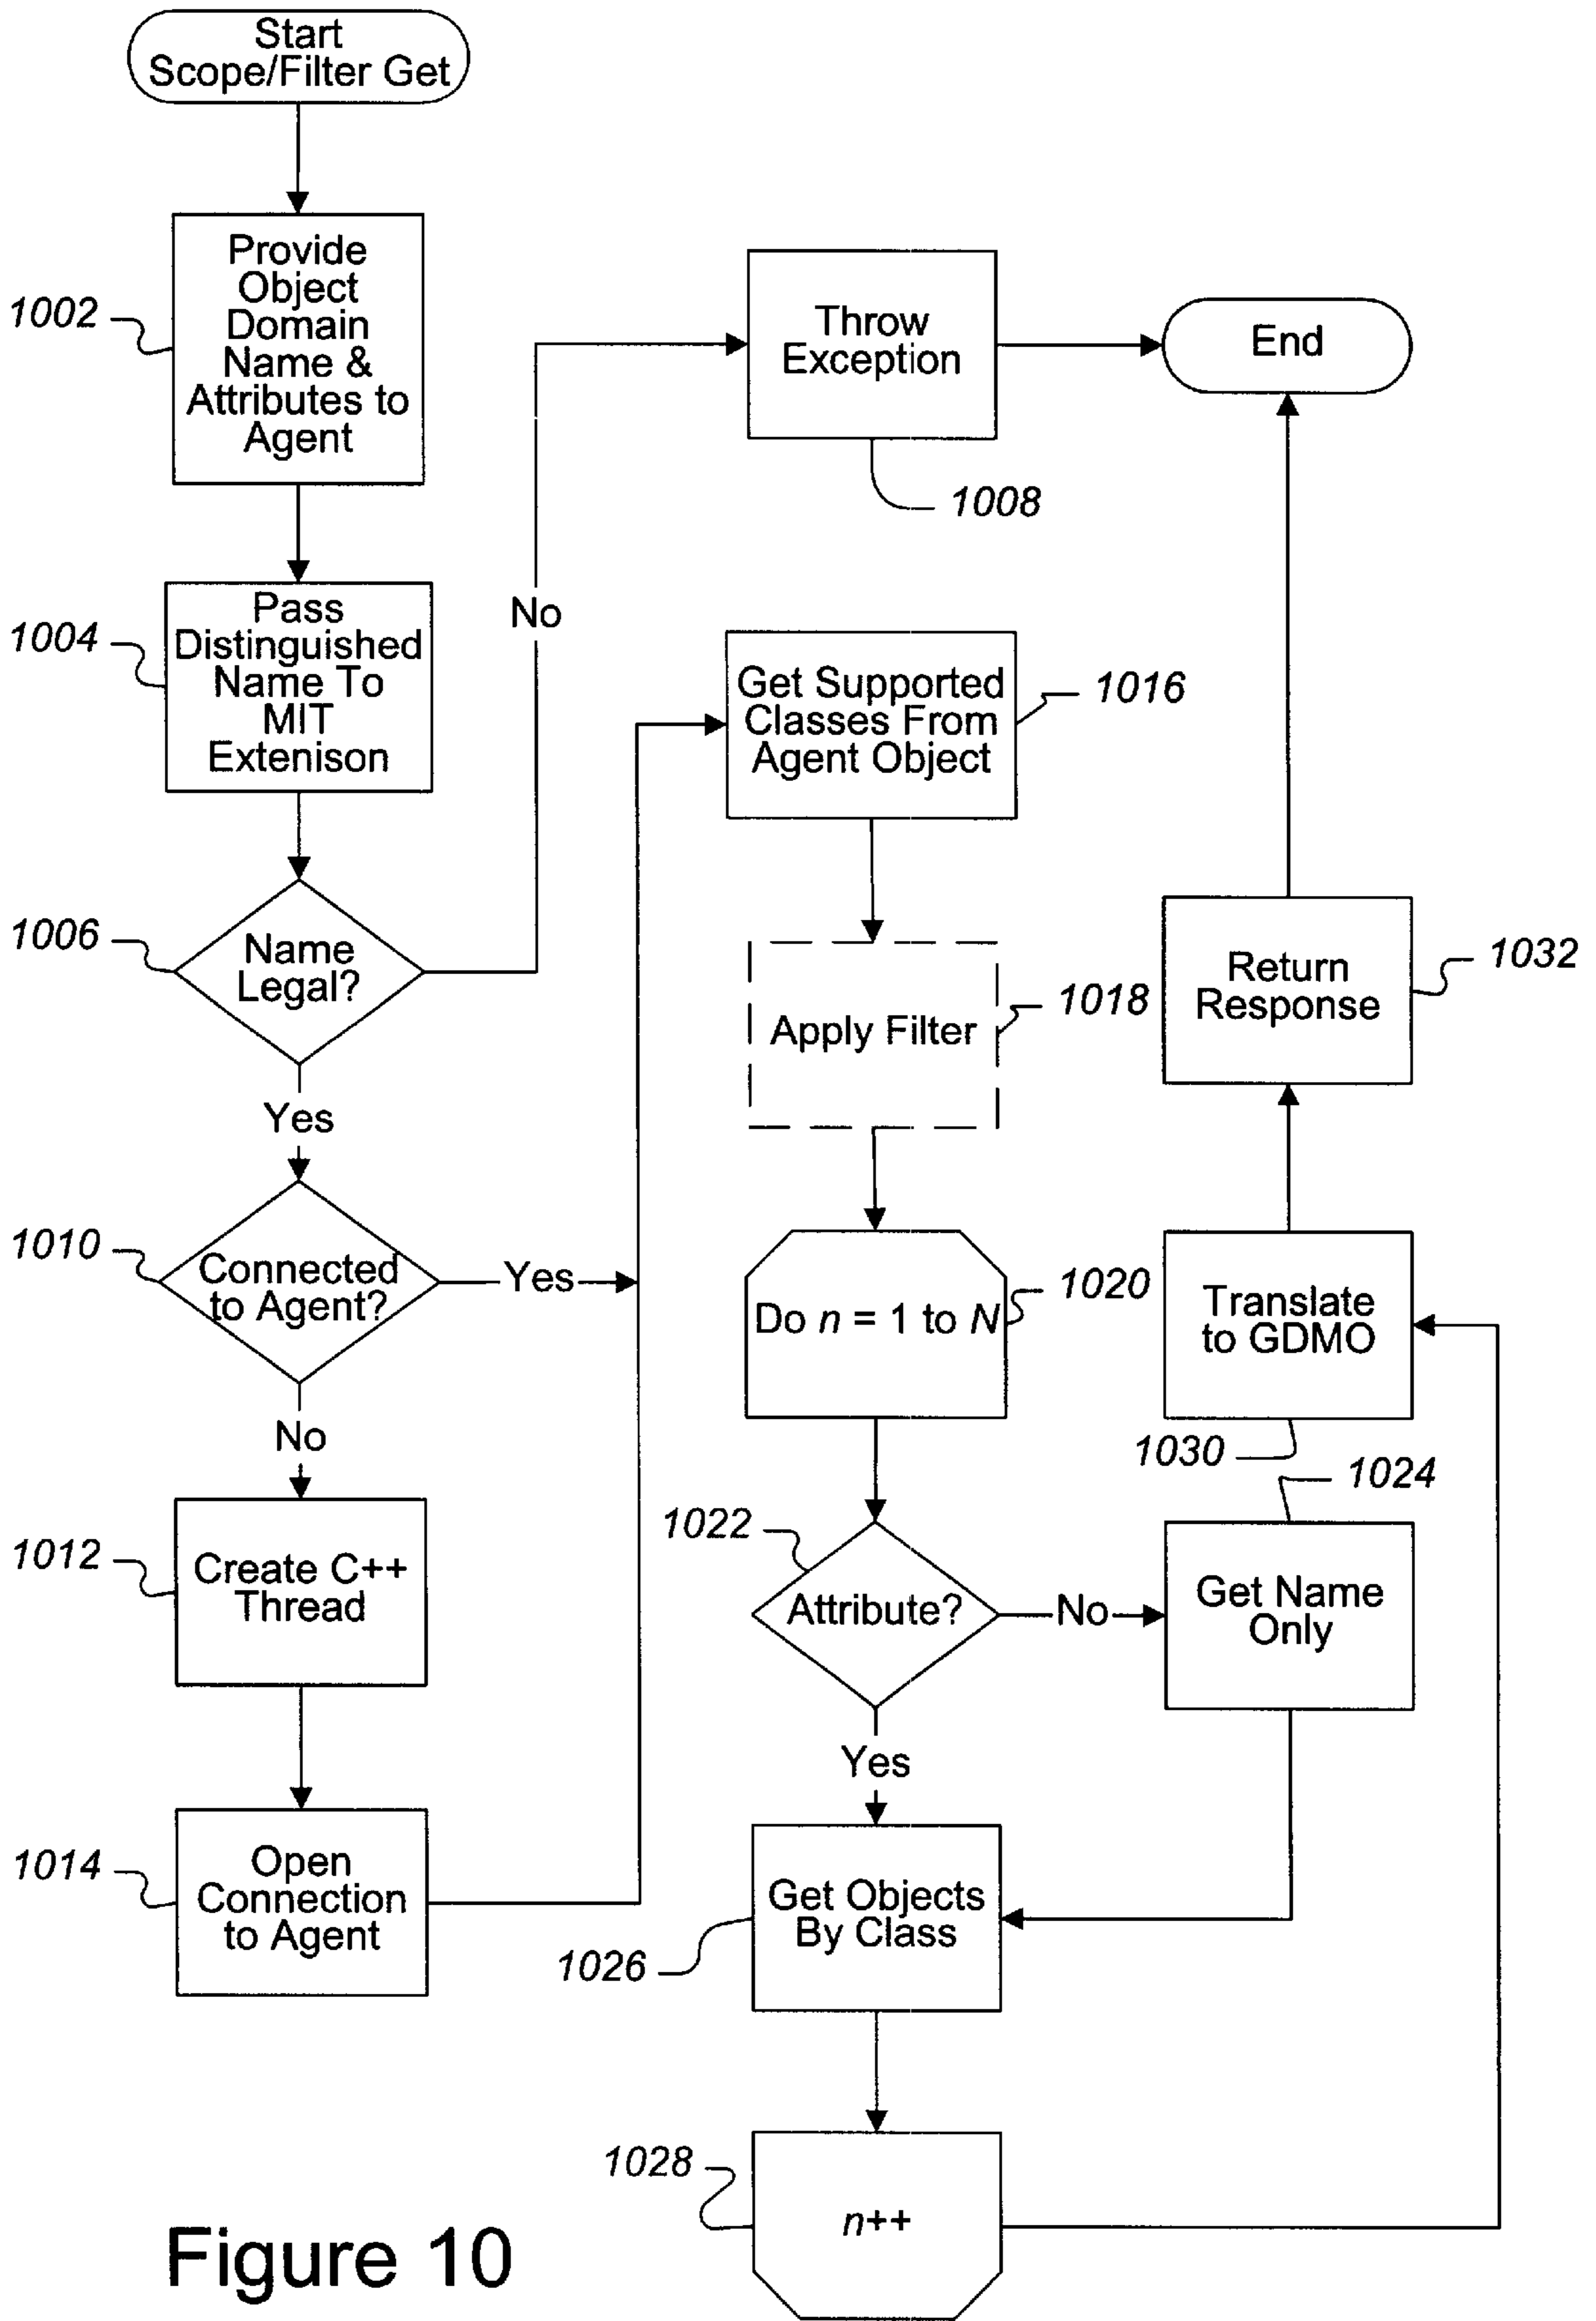 Start
Scope/Filter Get
1002
Provide
Object
Domain
Name &
Attributes to
Agent
1004
Pass
Distinguished
Name To
MIT
Extenison
1006
Name
Legal?
No
Throw
Exception
1008
End
Yes
1010
Connected
to Agent?
Yes
No
1012
Create C++
Thread
1014
Open
Connection
to Agent
Get Supported
Classes From
Agent Object
1016
Apply Filter
1018
Do n = 1 to N
1020
1022
Attribute?
No
Get Name
Only
1024
Yes
Get Objects
By Class
1026
1028
n++
Translate
to GDMO
1030
Return
Response
1032
Figure 10